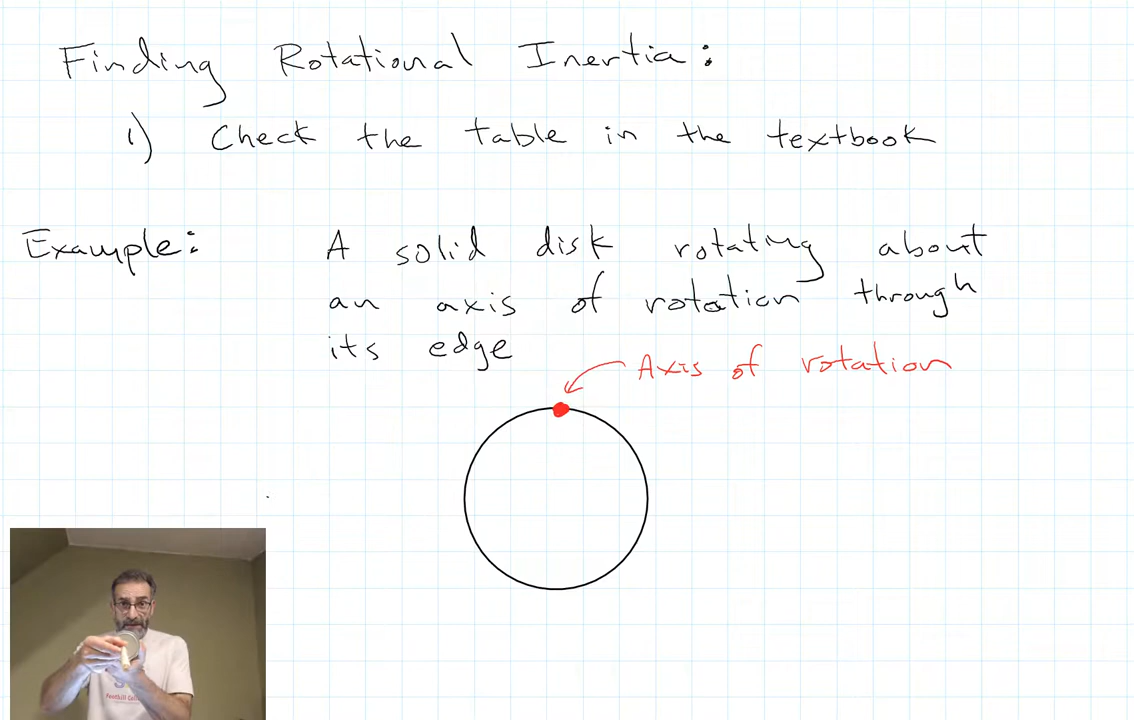 Finding Rotational Inertia:
1) Check the table in the textbook
Example: A solid disk rotating about
an axis of rotation through
its edge
Axis of rotation